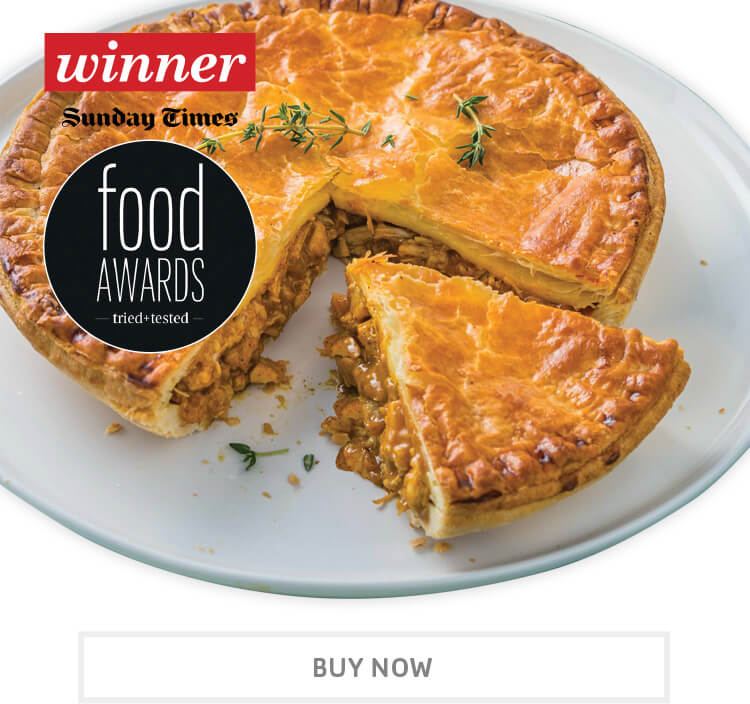 winner
Sunday Times
food
AWARDS
– tried+tested –
BUY NOW